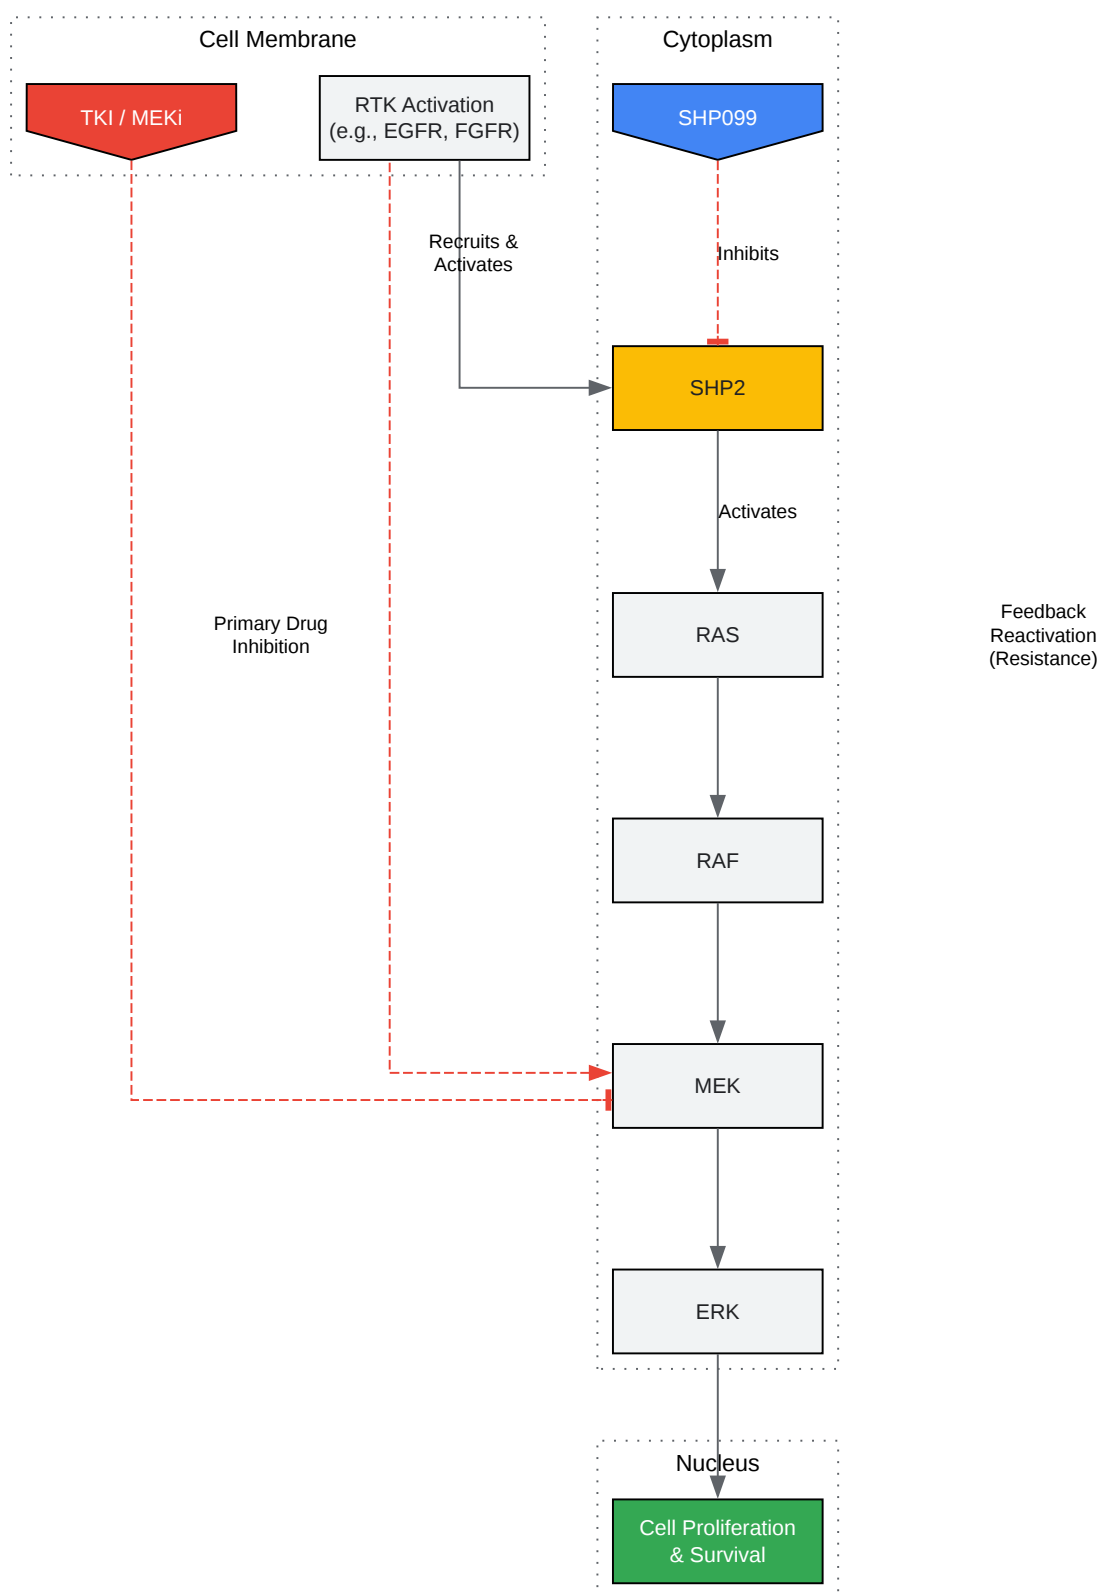 Cell Membrane
Cytoplasm
TKI / MEKi
RTK Activation
(e.g., EGFR, FGFR)
SHP099
Recruits &
Activates
Inhibits
SHP2
Activates
Primary Drug
Inhibition
Feedback
Reactivation
(Resistance)
RAS
RAF
MEK
ERK
Nucleus
Cell Proliferation
& Survival